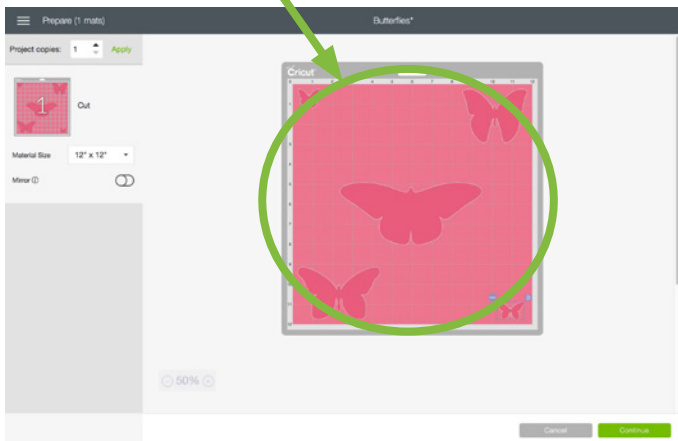 Prepare (1 mats)
Butterflies*
Project copies: 1 Apply
Cricut
1
Cut
Material Size 12" x 12"
Mirror
50%
Cancel Continue